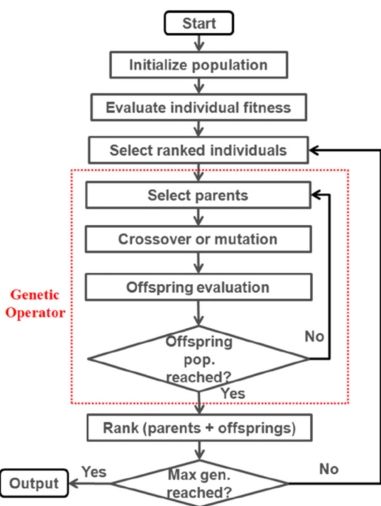 Start
Initialize population
Evaluate individual fitness
Select ranked individuals
Select parents
Crossover or mutation
Genetic
Operator
Offspring evaluation
Offspring
pop.
reached?
No
Yes
Rank (parents + offsprings)
Max gen.
reached?
Yes
No
Output